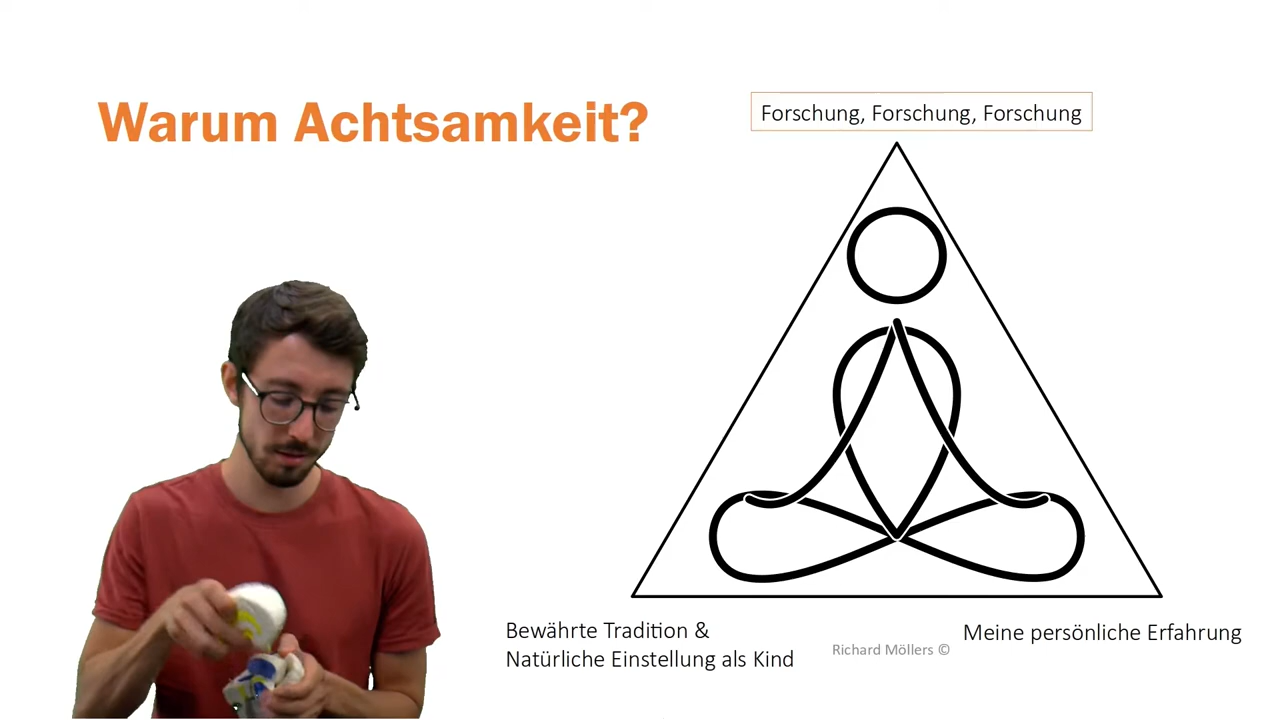 Warum Achtsamkeit?
Forschung, Forschung, Forschung
Bewährte Tradition &
Natürliche Einstellung als Kind
Richard Möllers ©
Meine persönliche Erfahrung